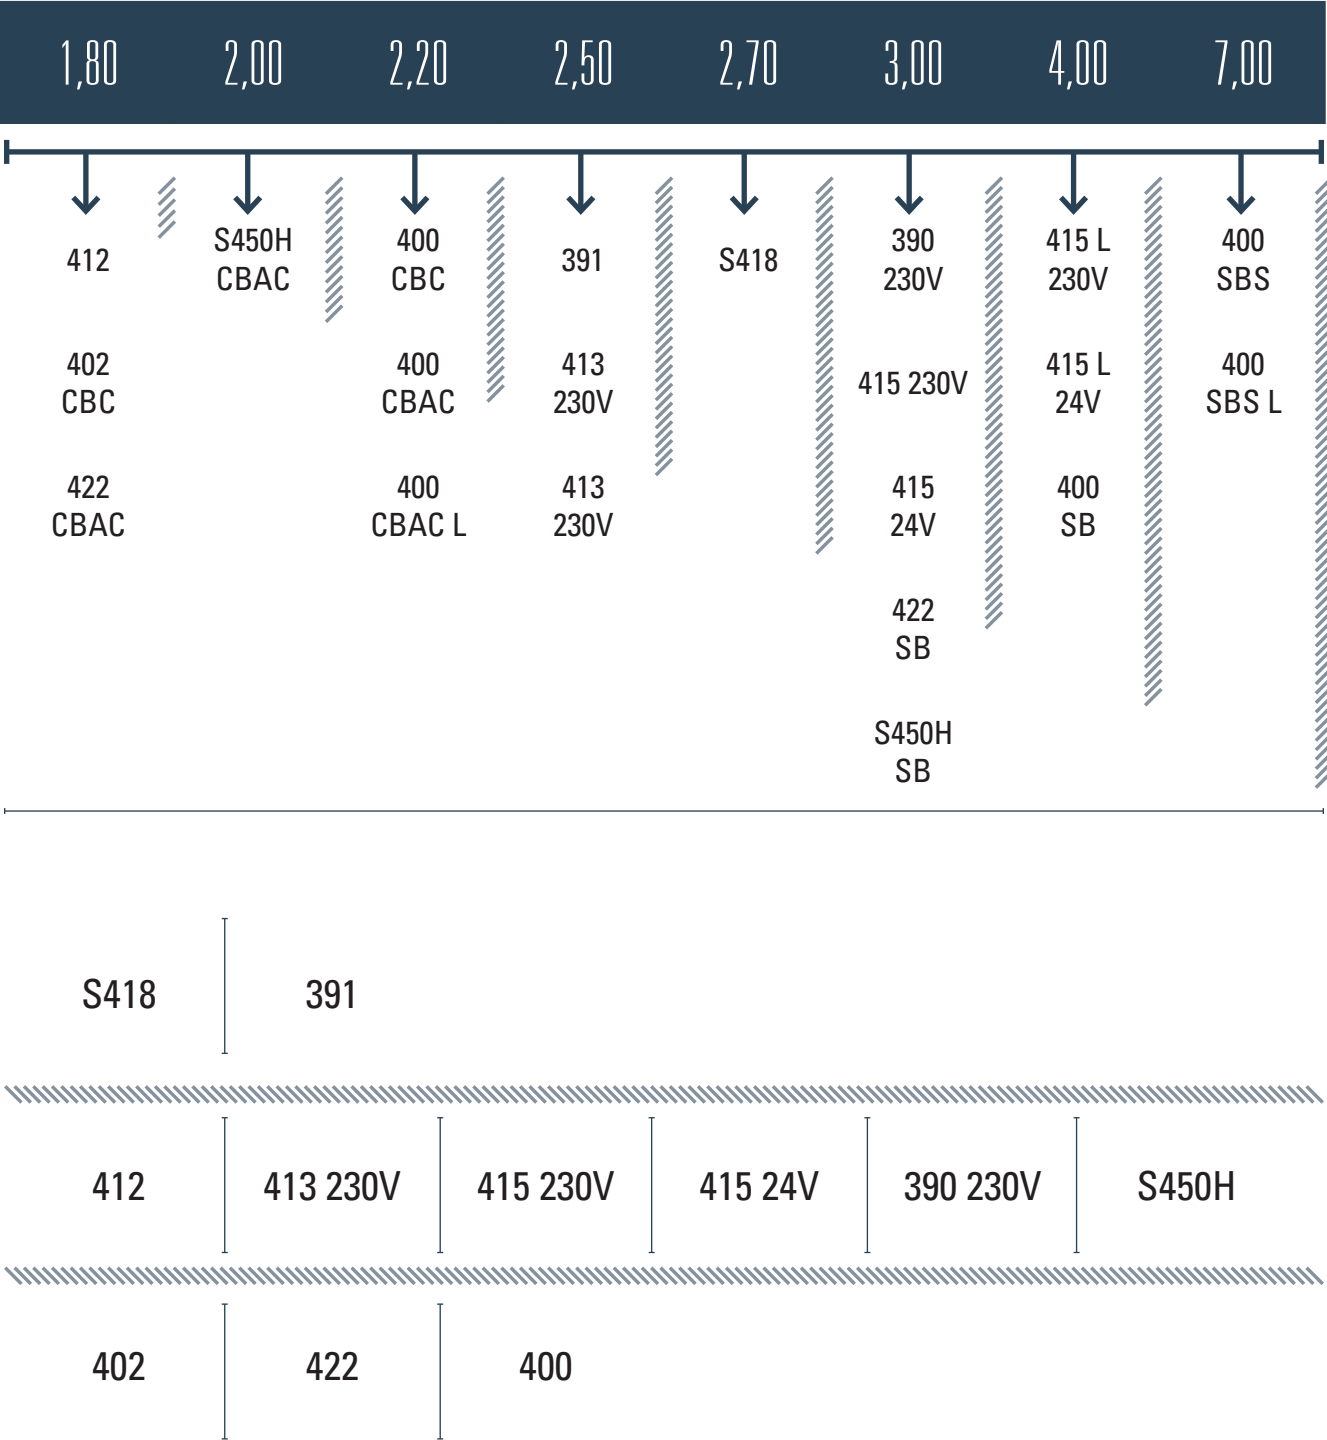 1,80 2,00 2,20 2,50 2,70 3,00 4,00 7,00
412
S450H
CBAC
400
CBC
391
S418
390
230V
415 L
230V
400
SBS
402
CBC
400
CBAC
413
230V
415 230V
415 L
24V
400
SBS L
422
CBAC
400
CBAC L
413
230V
415
24V
400
SB
422
SB
S450H
SB
S418 391
412 413 230V 415 230V 415 24V 390 230V S450H
402 422 400